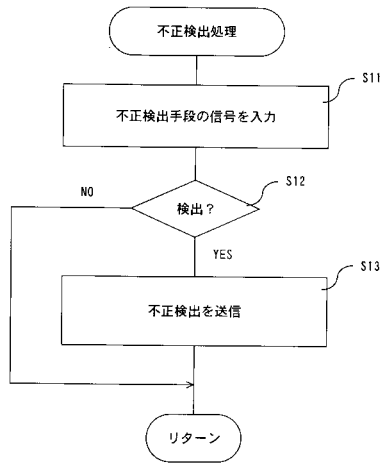 不正検出処理
S11
不正検出手段の信号を入力
S12
NO
検出?
YES
S13
不正検出を送信
リターン